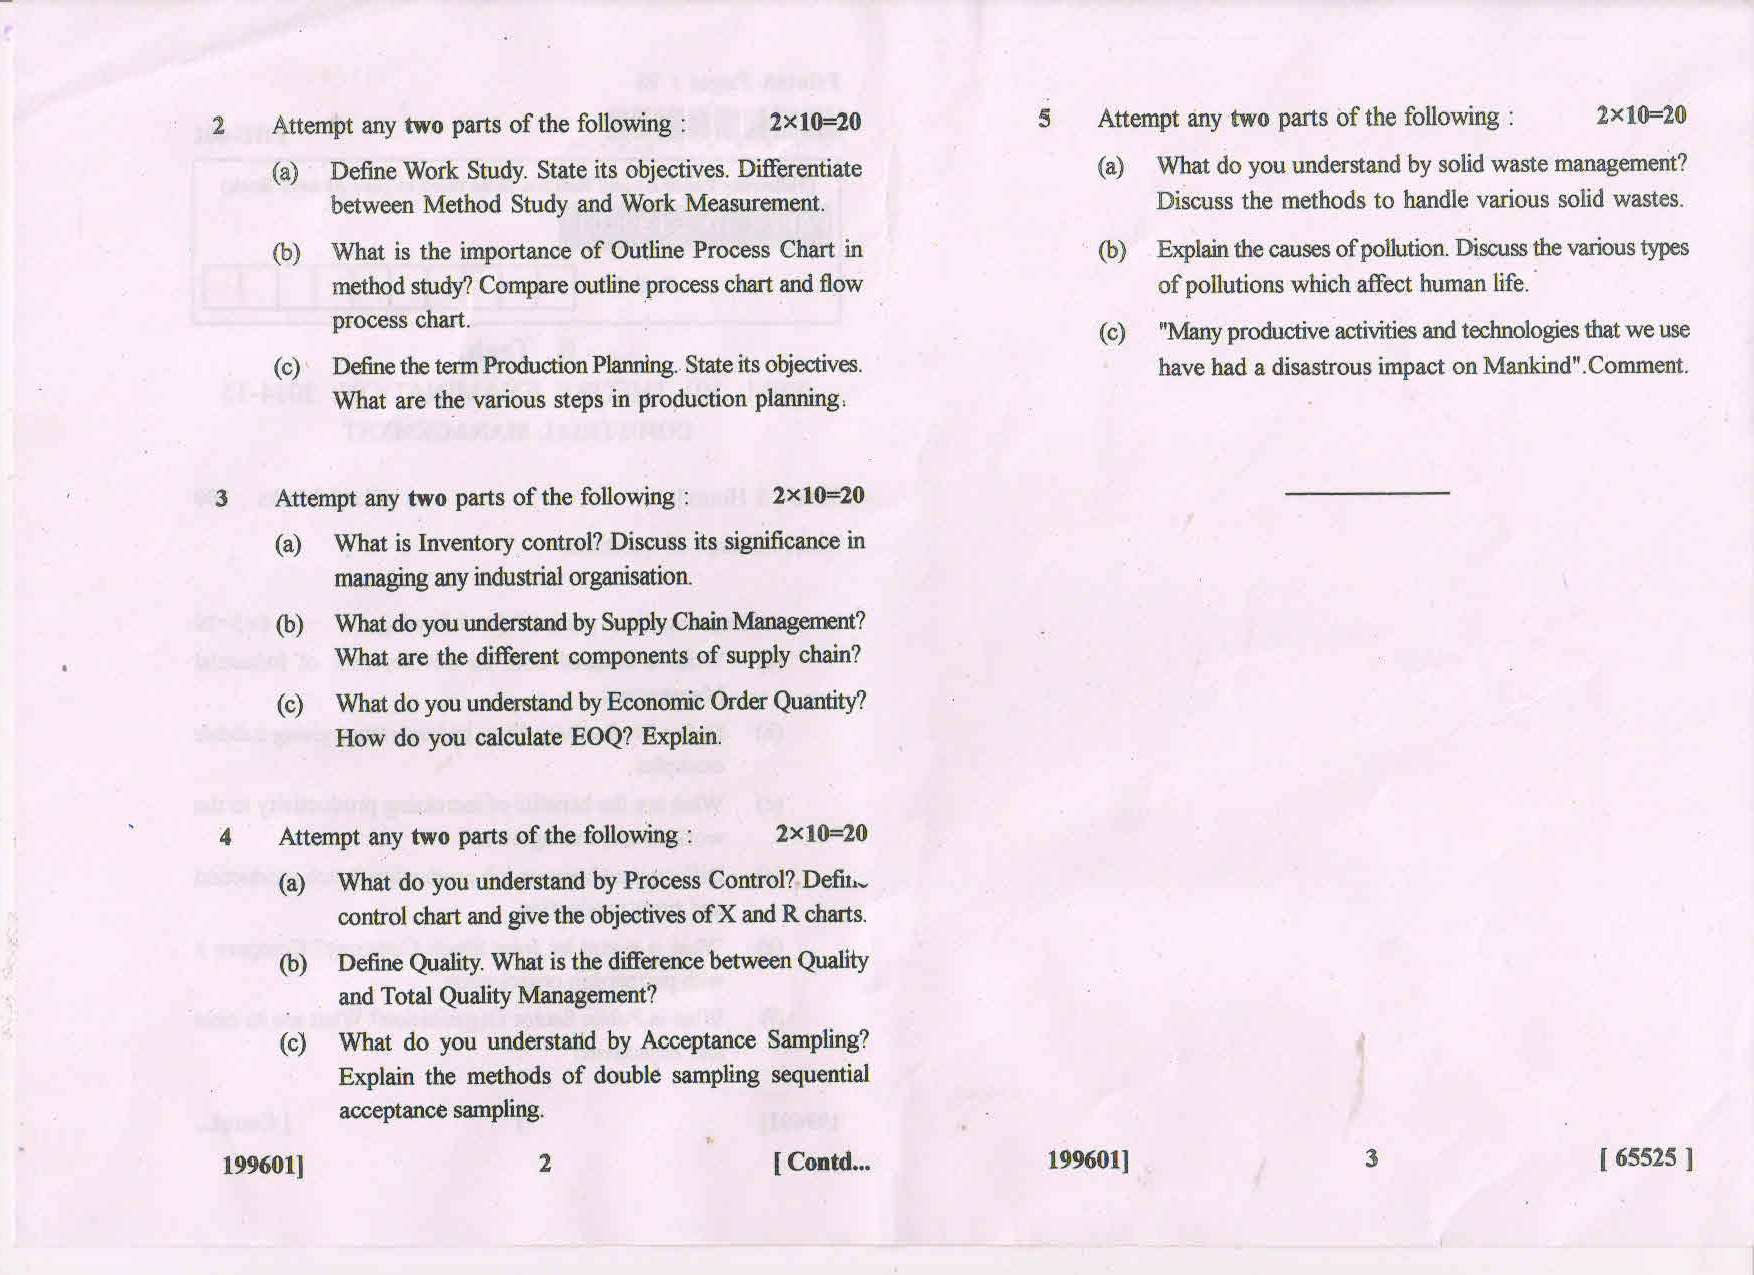 2 Attempt any two parts of the following : 2×10=20
(a) Define Work Study. State its objectives. Differentiate
between Method Study and Work Measurement.
(b) What is the importance of Outline Process Chart in
method study? Compare outline process chart and flow
process chart.
(c) Define the term Production Planning. State its objectives.
What are the various steps in production planning.
3 Attempt any two parts of the following : 2×10=20
(a) What is Inventory control? Discuss its significance in
managing any industrial organisation.
(b) What do you understand by Supply Chain Management?
What are the different components of supply chain?
(c) What do you understand by Economic Order Quantity?
How do you calculate EOQ? Explain.
4 Attempt any two parts of the following : 2×10=20
(a) What do you understand by Process Control? Define
control chart and give the objectives of X and R charts.
(b) Define Quality. What is the difference between Quality
and Total Quality Management?
(c) What do you understand by Acceptance Sampling?
Explain the methods of double sampling sequential
acceptance sampling.
199601] 2 [ Contd...
5 Attempt any two parts of the following : 2×10=20
(a) What do you understand by solid waste management?
Discuss the methods to handle various solid wastes.
(b) Explain the causes of pollution. Discuss the various types
of pollutions which affect human life.
(c) "Many productive activities and technologies that we use
have had a disastrous impact on Mankind".Comment.
199601] 3 [ 65525 ]